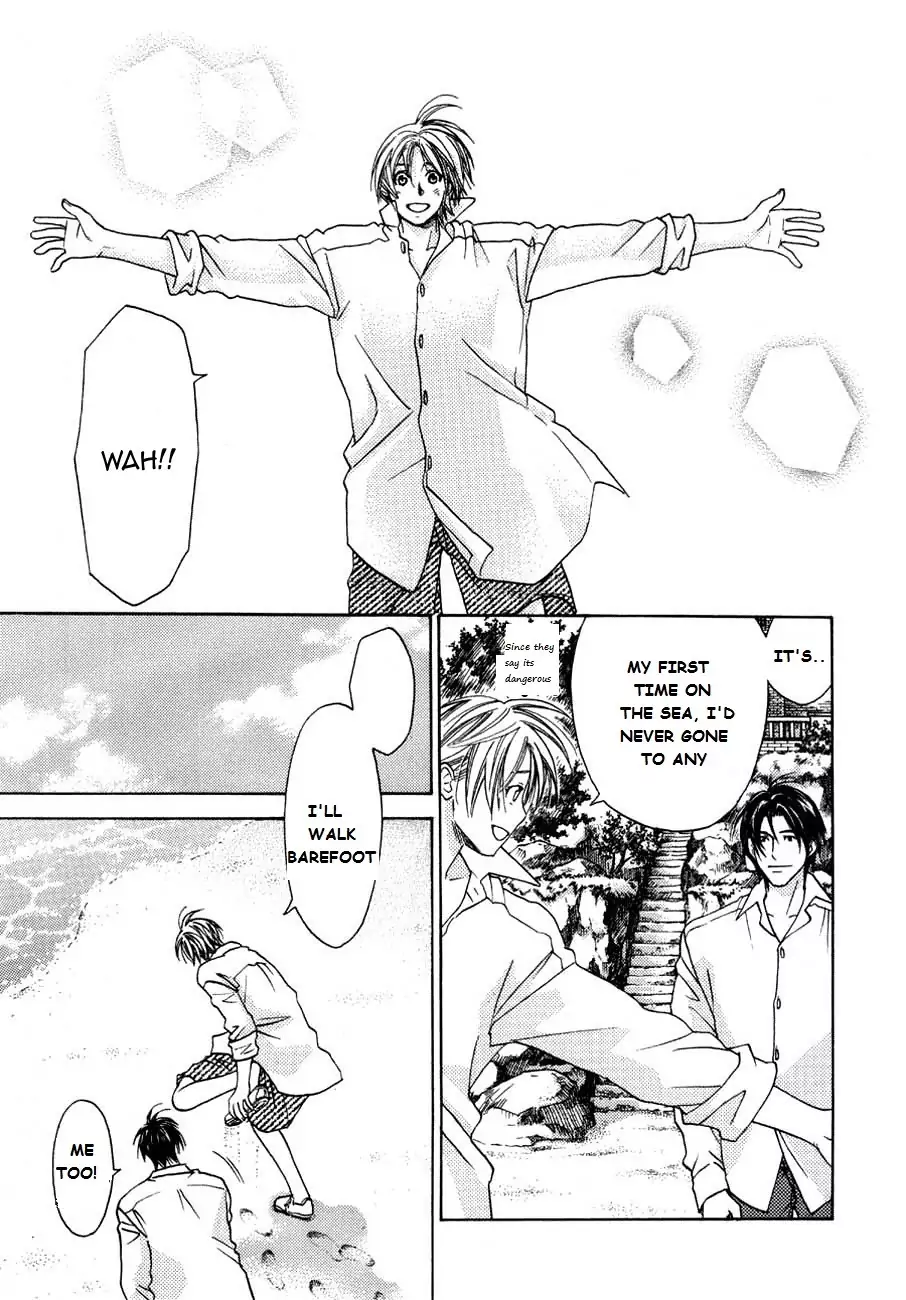 WAH!!
IT'S..
MY FIRST
TIME ON
THE SEA, I'D
NEVER GONE
TO ANY
Since they
say its
dangerous
I'LL
WALK
BAREFOOT
ME
TOO!